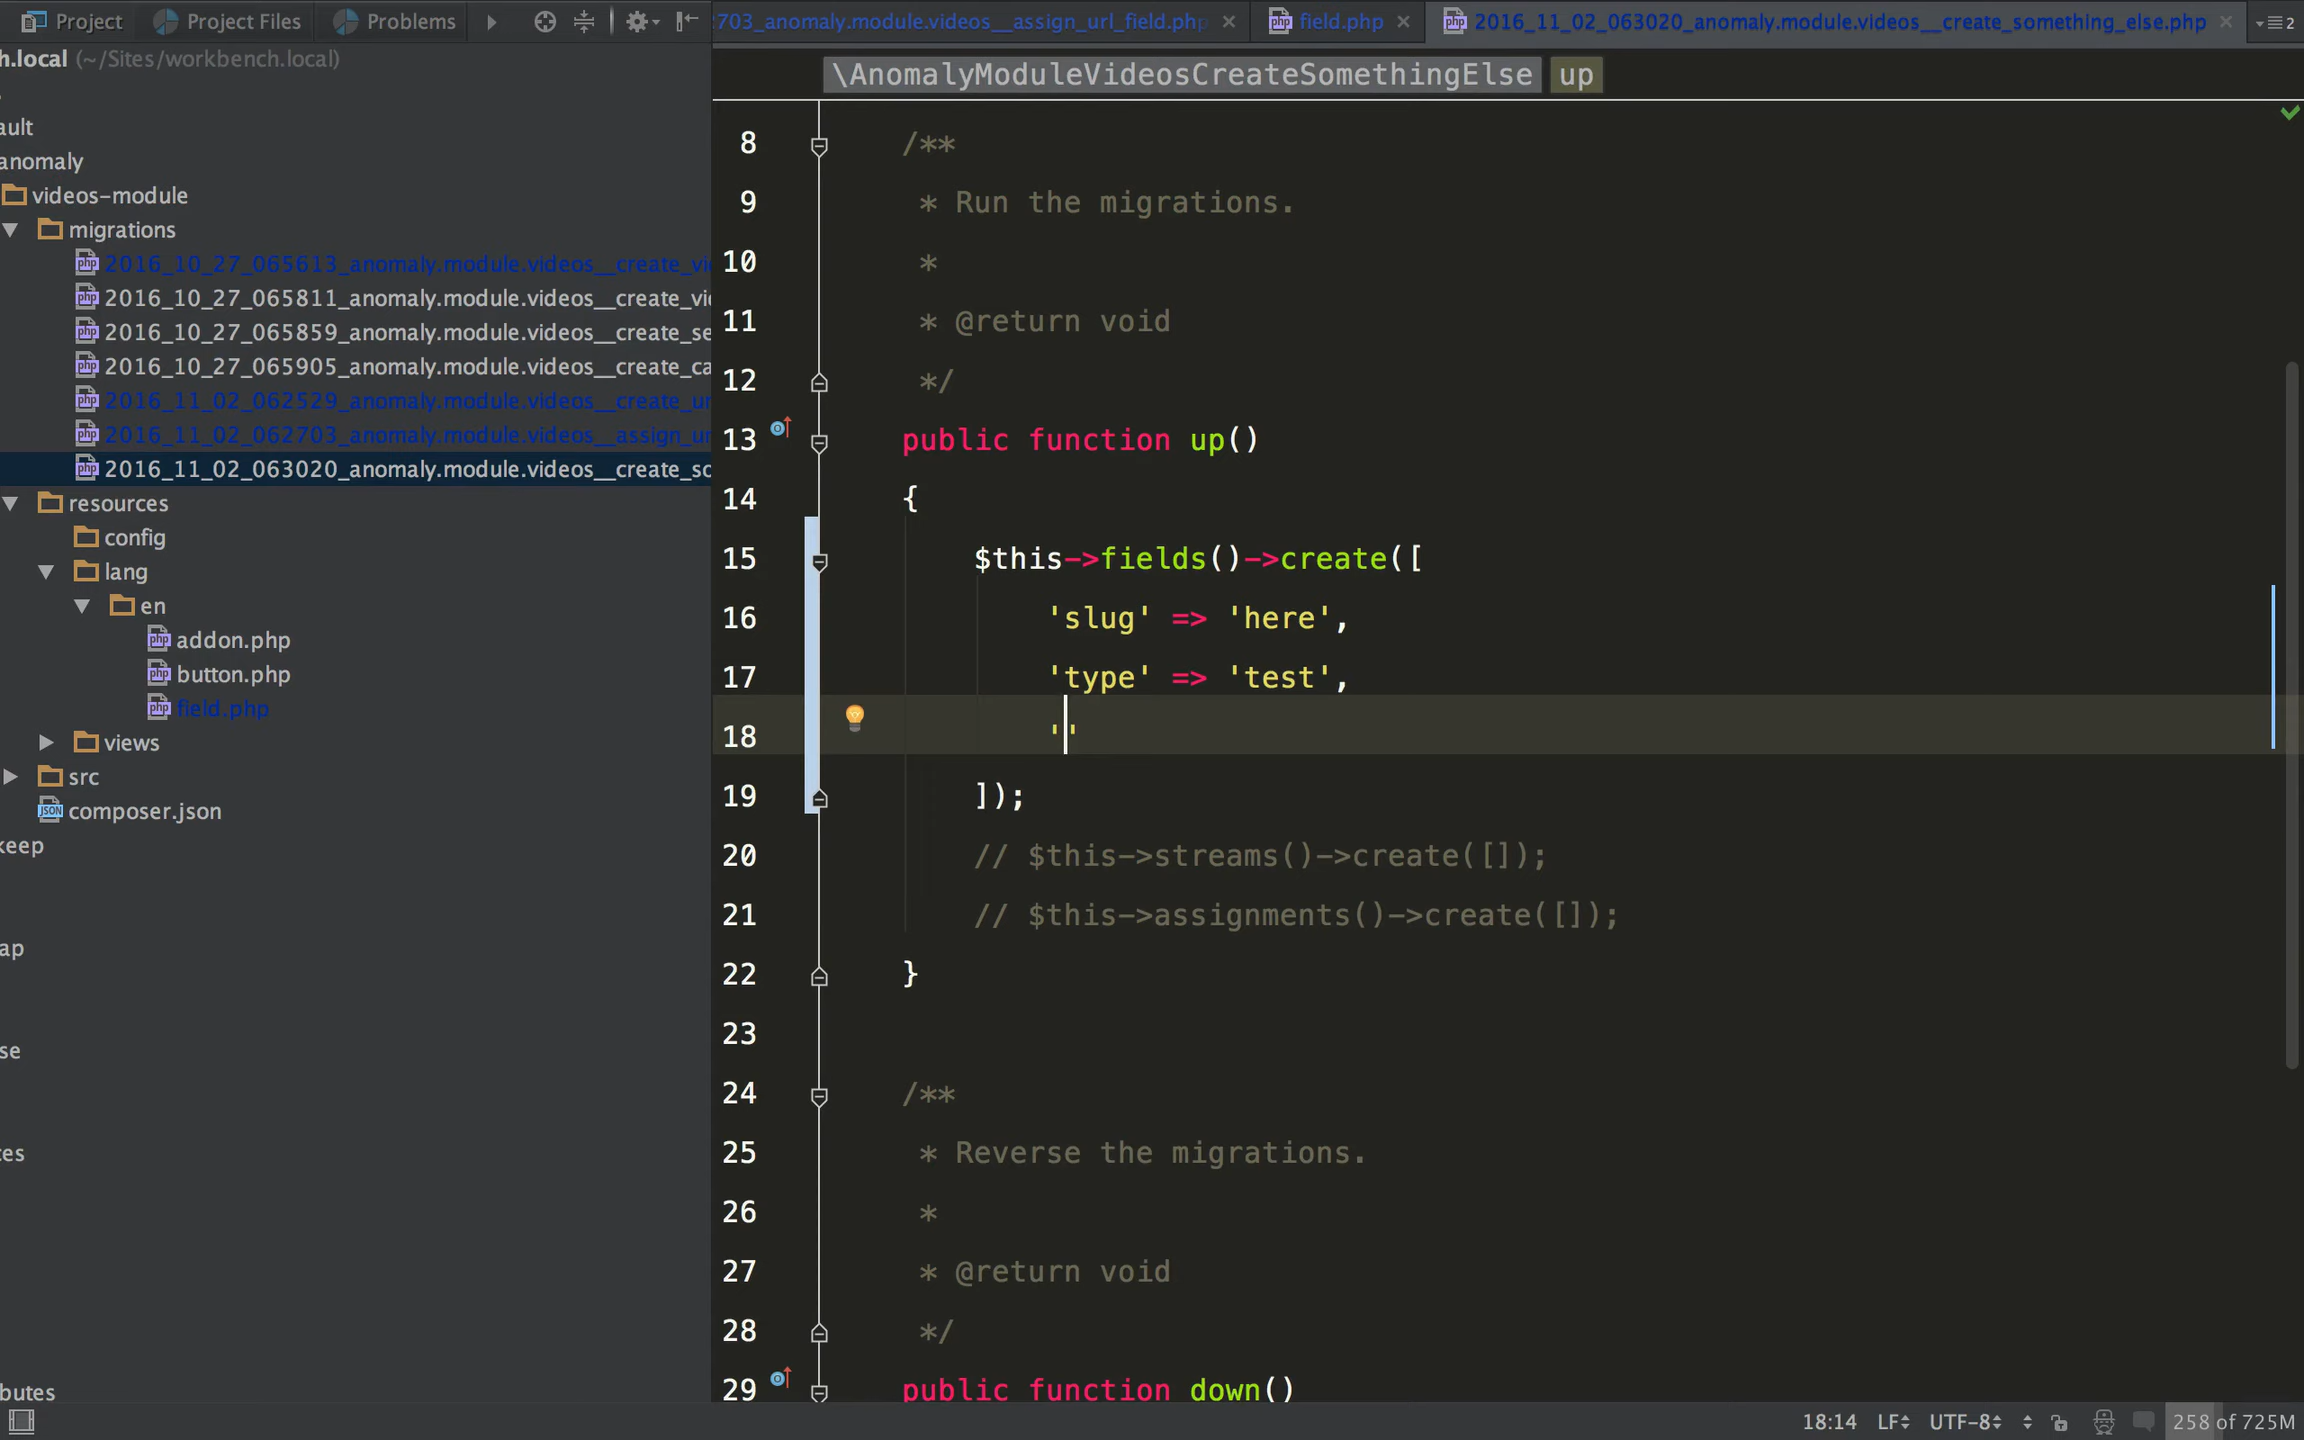 Project Project Files Problems
h.local (~/Sites/workbench.local)
ault
anomaly
videos-module
migrations
2016_10_27_065613_anomaly.module.videos__create_vi
2016_10_27_065811_anomaly.module.videos__create_vi
2016_10_27_065859_anomaly.module.videos__create_se
2016_10_27_065905_anomaly.module.videos__create_ca
2016_11_02_062529_anomaly.module.videos__create_ur
2016_11_02_062703_anomaly.module.videos__assign_ur
2016_11_02_063020_anomaly.module.videos__create_so
resources
config
lang
en
addon.php
button.php
field.php
views
src
composer.json
keep
ap
se
tes
butes
2703_anomaly.module.videos__assign_url_field.php field.php 2016_11_02_063020_anomaly.module.videos__create_something_else.php 2
\AnomalyModuleVideosCreateSomethingElse up
8 /**
9 * Run the migrations.
10 *
11 * @return void
12 */
13 public function up()
14 {
15 $this->fields()->create([
16 'slug' => 'here',
17 'type' => 'test',
18 ''
19 ]);
20 // $this->streams()->create([]);
21 // $this->assignments()->create([]);
22 }
23
24 /**
25 * Reverse the migrations.
26 *
27 * @return void
28 */
29 public function down()
18:14 LF UTF-8 258 of 725M